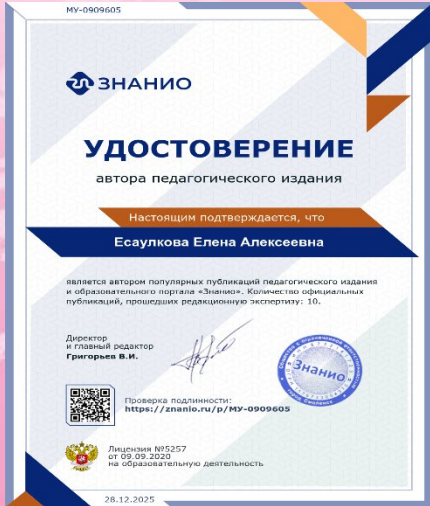 МУ-0909605
ЗНАНИО
УДОСТОВЕРЕНИЕ
автора педагогического издания
Настоящим подтверждается, что
Есаулкова Елена Алексеевна
является автором популярных публикаций педагогического издания
и образовательного портала «Знанио». Количество официальных
публикаций, прошедших редакционную экспертизу: 10.
Директор
и главный редактор
Григорьев В.И.
Знанио
Проверка подлинности:
https://znanio.ru/p/МУ-0909605
Лицензия №5257
от 09.09.2020
на образовательную деятельность
28.12.2025